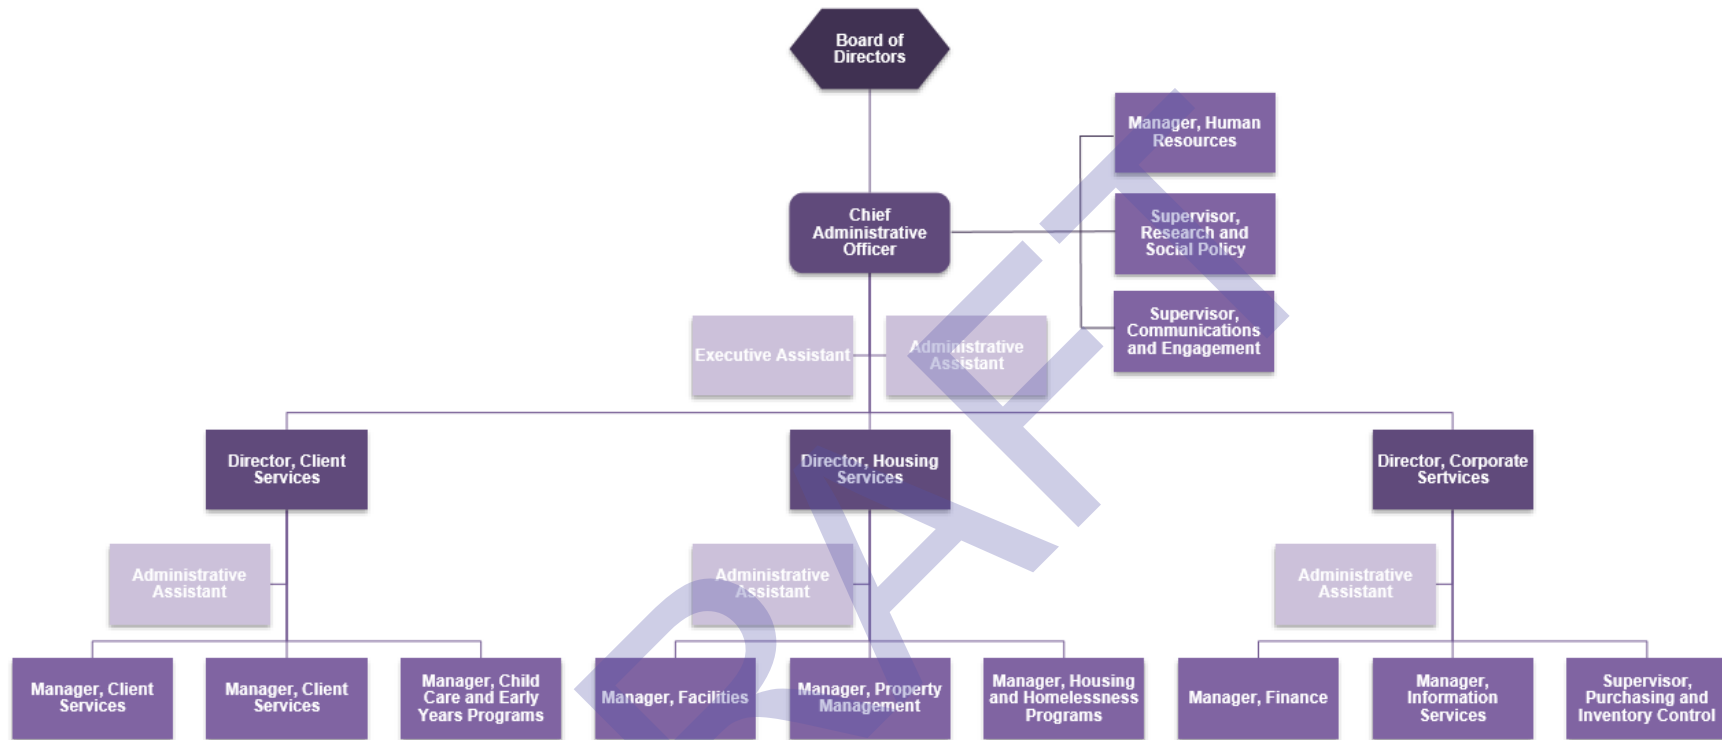 Board of
Directors
Manager, Human
Resources
Chief
Administrative
Officer
Supervisor,
Research and
Social Policy
Supervisor,
Communications
and Engagement
Executive Assistant
Administrative
Assistant
Director, Client
Services
Director, Housing
Services
Director, Corporate
Sertvices
Administrative
Assistant
Administrative
Assistant
Administrative
Assistant
Manager, Client
Services
Manager, Client
Services
Manager, Child
Care and Early
Years Programs
Manager, Facilities
Manager, Property
Management
Manager, Housing
and Homelessness
Programs
Manager, Finance
Manager,
Information
Services
Supervisor,
Purchasing and
Inventory Control
RAFT